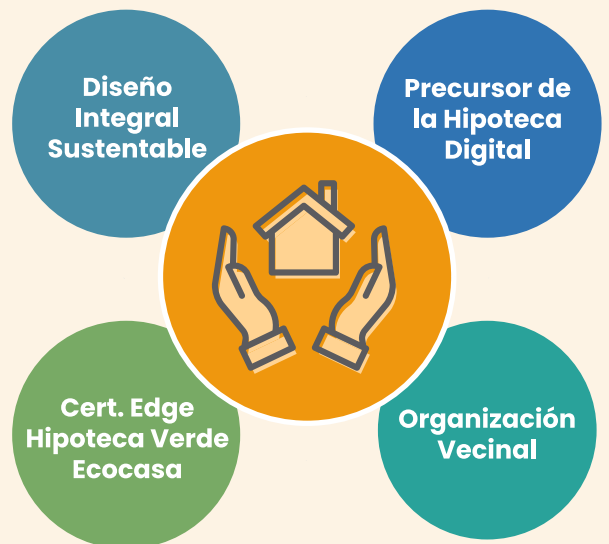 Diseño
Integral
Sustentable
Precursor de
la Hipoteca
Digital
Cert. Edge
Hipoteca Verde
Ecocasa
Organización
Vecinal